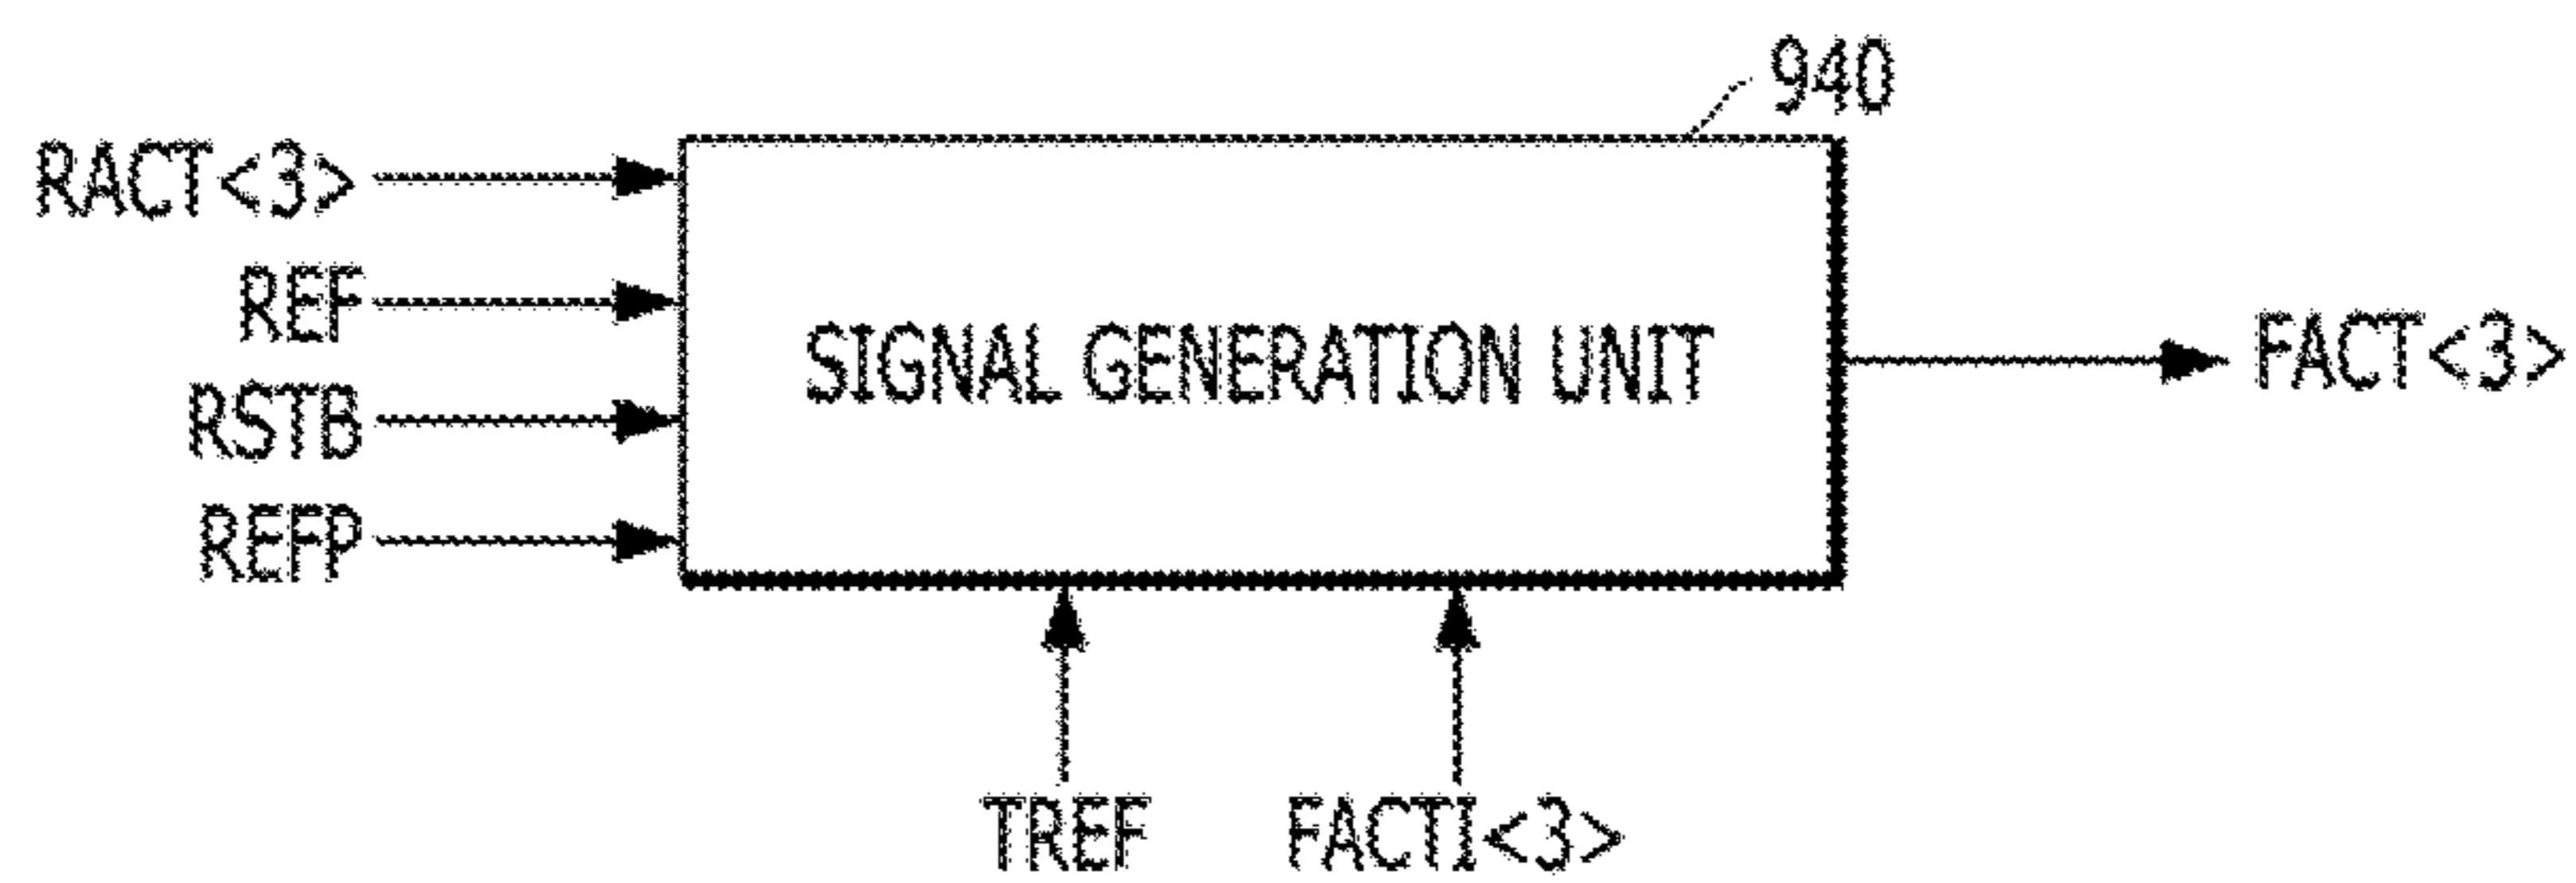 940
RACT<3>
REF
RSTB
REFP
SIGNAL GENERATION UNIT
FACT<3>
TREF
FACTI<3>